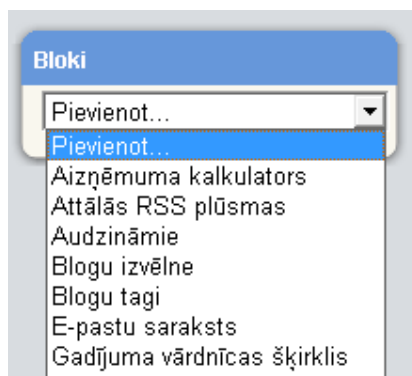 Bloki
Pievienot...
Pievienot...
Aizņēmuma kalkulators
Attālās RSS plūsmas
Audzināmie
Blogu izvēlne
Blogu tagi
E-pastu saraksts
Gadījuma vārdnīcas šķirklis